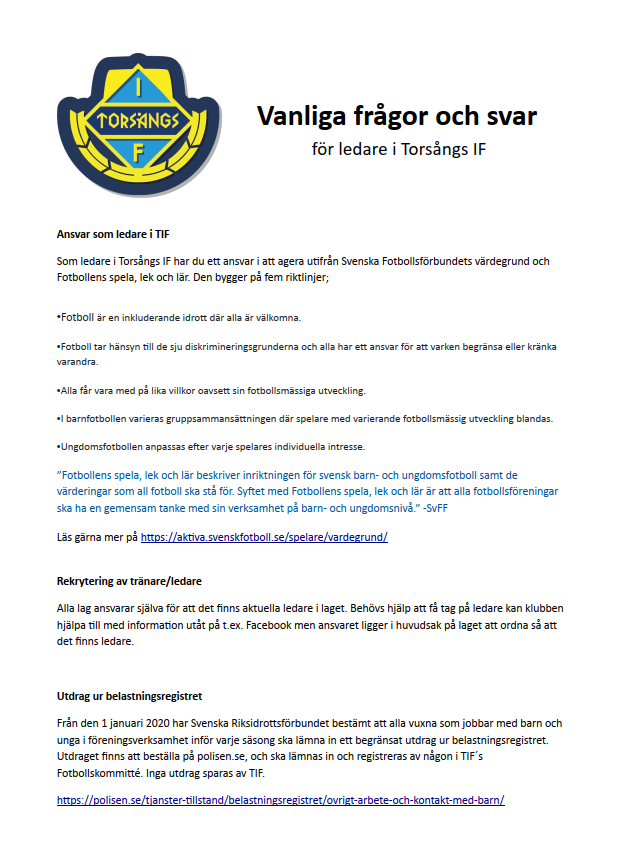 I
TORSÅNGS
F
Vanliga frågor och svar
för ledare i Torsångs IF
Ansvar som ledare i TIF
Som ledare i Torsångs IF har du ett ansvar i att agera utifrån Svenska Fotbollsförbundets värdegrund och
Fotbollens spela, lek och lär. Den bygger på fem riktlinjer;
•Fotboll är en inkluderande idrott där alla är välkomna.
•Fotboll tar hänsyn till de sju diskrimineringsgrunderna och alla har ett ansvar för att varken begränsa eller kränka
varandra.
•Alla får vara med på lika villkor oavsett sin fotbollsmässiga utveckling.
•I barnfotbollen varieras gruppsammansättningen där spelare med varierande fotbollsmässig utveckling blandas.
•Ungdomsfotbollen anpassas efter varje spelares individuella intresse.
”Fotbollens spela, lek och lär beskriver inriktningen för svensk barn- och ungdomsfotboll samt de
värderingar som all fotboll ska stå för. Syftet med Fotbollens spela, lek och lär är att alla fotbollsföreningar
ska ha en gemensam tanke med sin verksamhet på barn- och ungdomsnivå.” -SvFF
Läs gärna mer på https://aktiva.svenskfotboll.se/spelare/vardegrund/
Rekrytering av tränare/ledare
Alla lag ansvarar själva för att det finns aktuella ledare i laget. Behövs hjälp att få tag på ledare kan klubben
hjälpa till med information utåt på t.ex. Facebook men ansvaret ligger i huvudsak på laget att ordna så att
det finns ledare.
Utdrag ur belastningsregistret
Från den 1 januari 2020 har Svenska Riksidrottsförbundet bestämt att alla vuxna som jobbar med barn och
unga i föreningsverksamhet inför varje säsong ska lämna in ett begränsat utdrag ur belastningsregistret.
Utdraget finns att beställa på polisen.se, och ska lämnas in och registreras av någon i TIF´s
Fotbollskommitté. Inga utdrag sparas av TIF.
https://polisen.se/tjanster-tillstand/belastningsregistret/ovrigt-arbete-och-kontakt-med-barn/